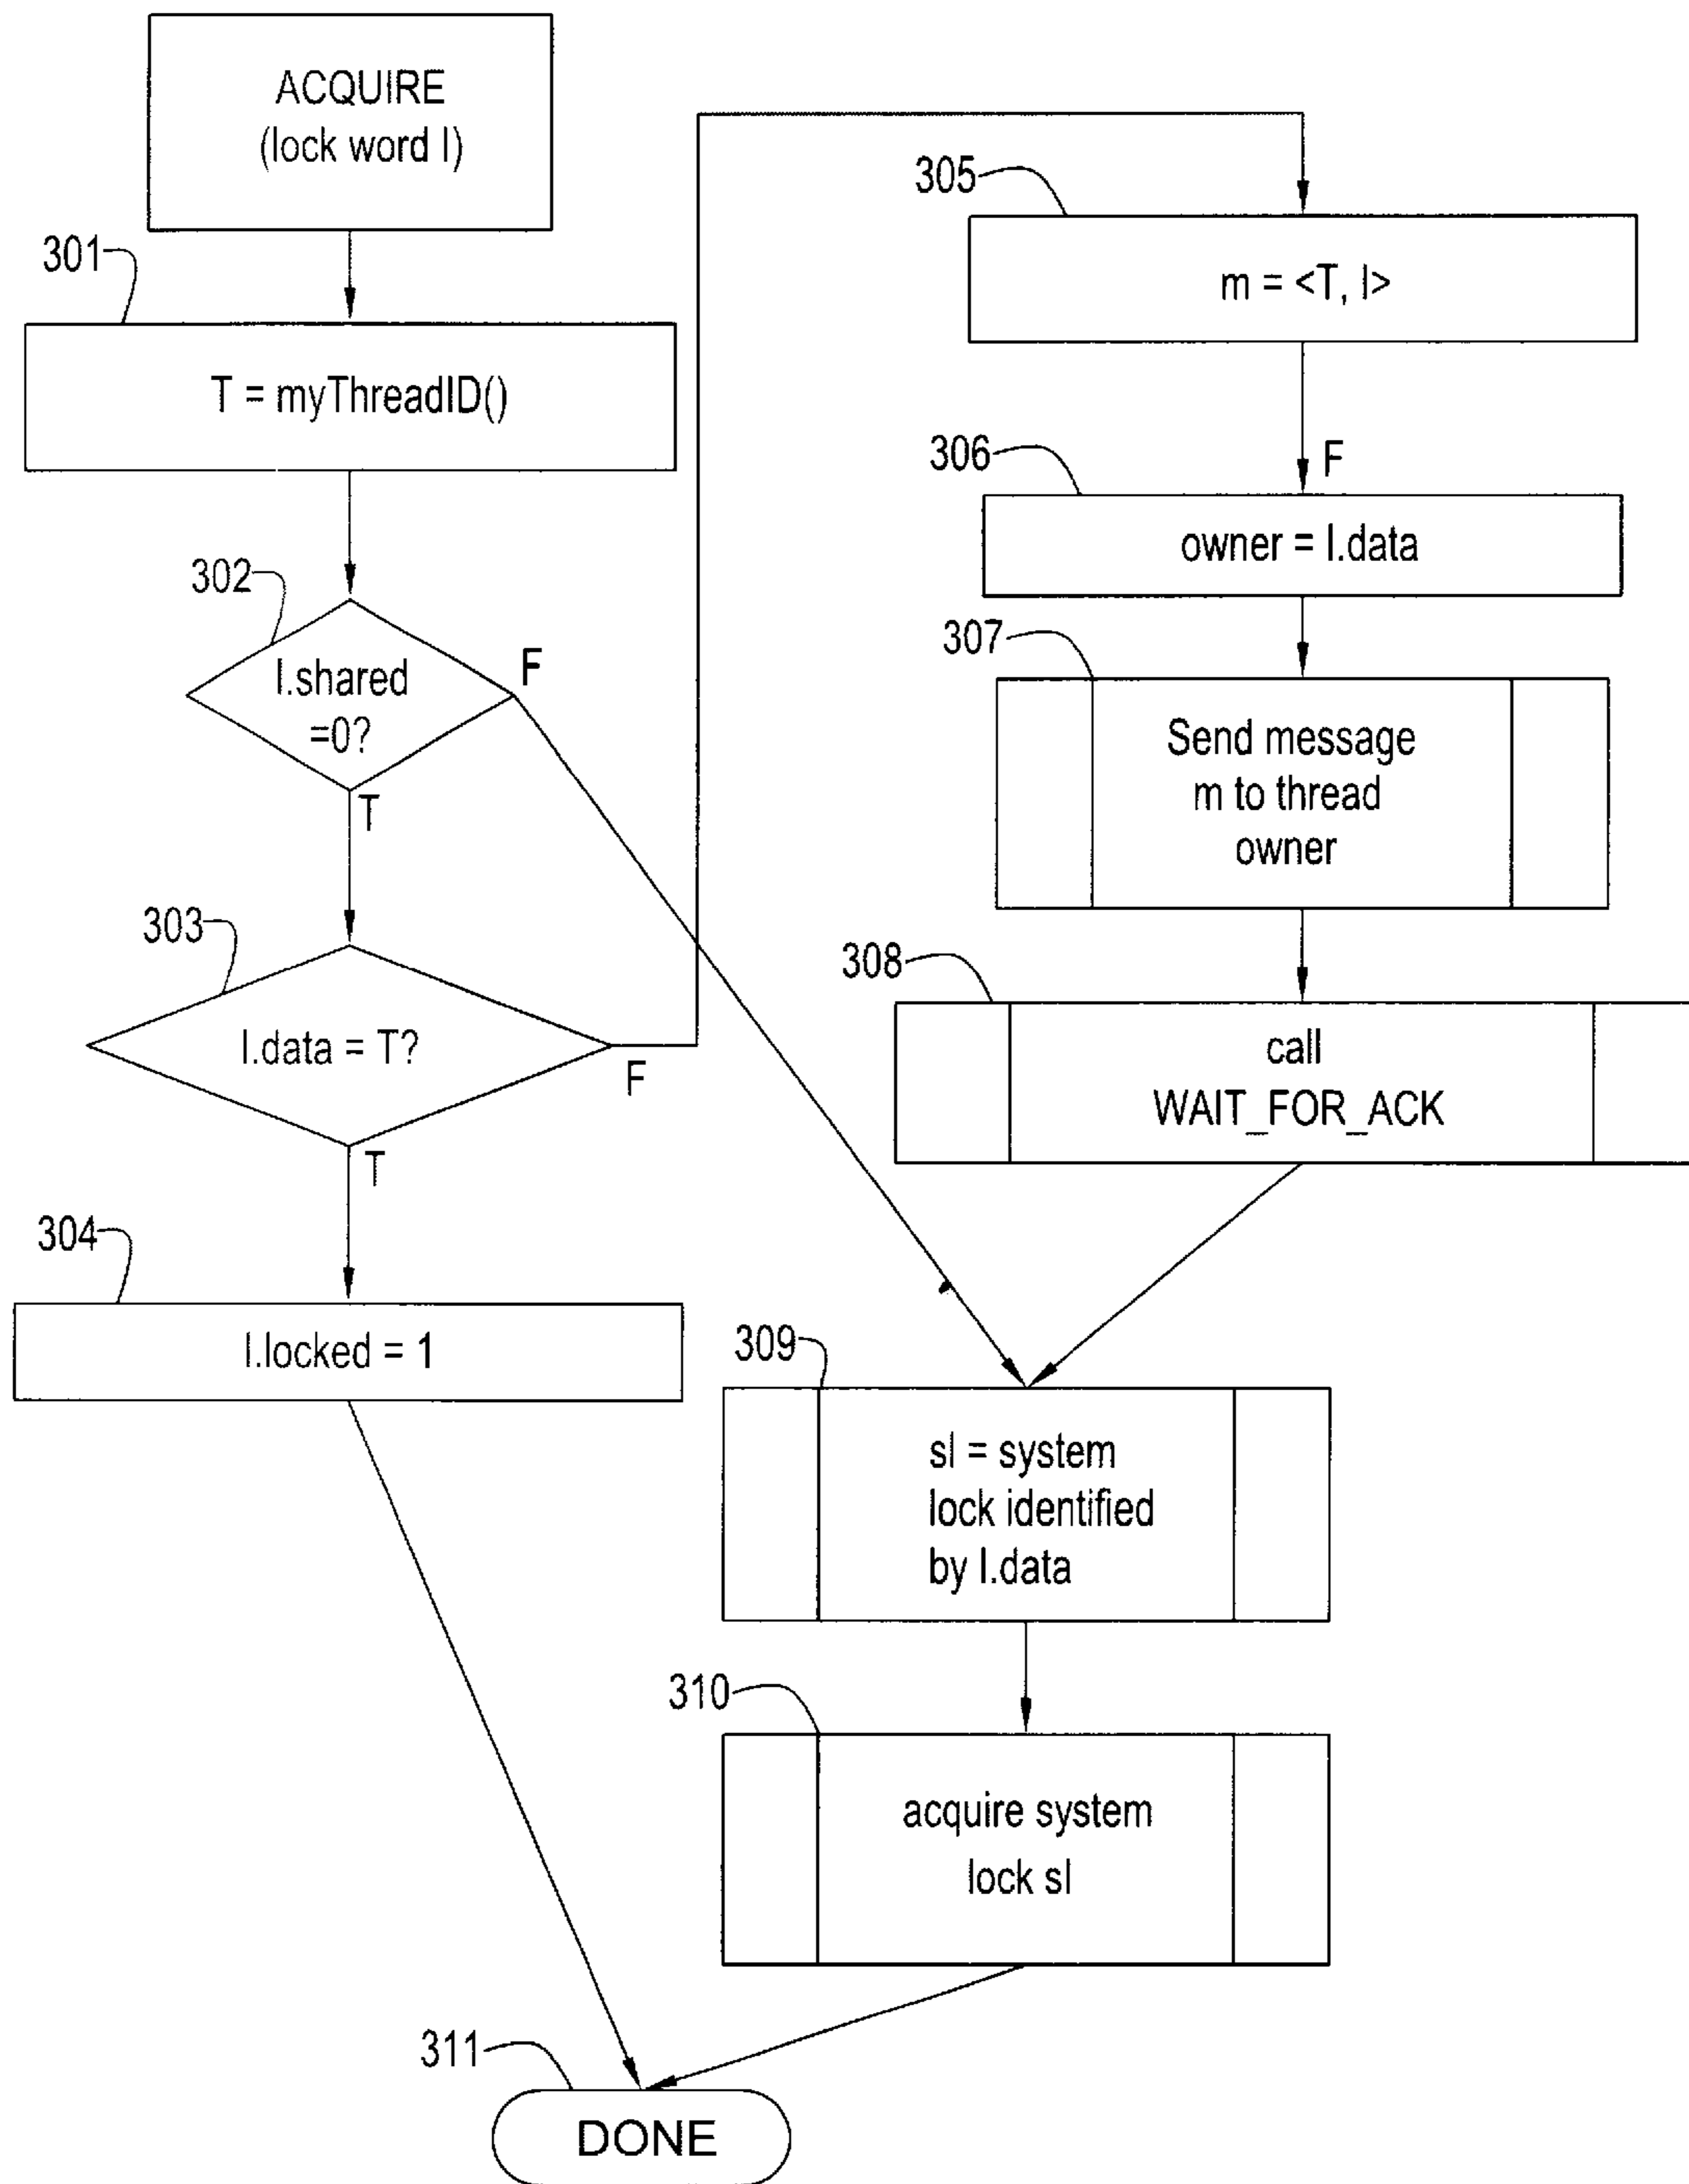 ACQUIRE
(lock word l)
301
T = myThreadID()
302
l.shared
=0?
F
T
303
l.data = T?
F
T
304
l.locked = 1
305
m = <T, l>
F
306
owner = l.data
307
Send message
m to thread
owner
308
call
WAIT_FOR_ACK
309
sl = system
lock identified
by l.data
310
acquire system
lock sl
311
DONE